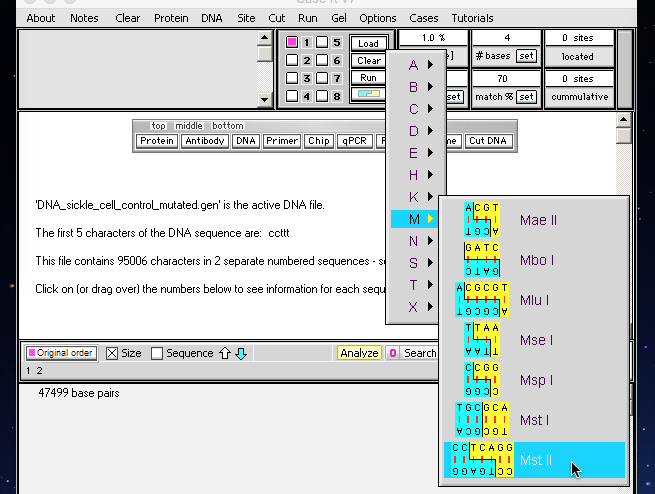 Case It V7
About Notes Clear Protein DNA Site Cut Run Gel Options Cases Tutorials
1 5
2 6
3 7
4 8
Load
Clear
Run
1.0 %
4
0 sites
# bases set
located
70
0 sites
set
match % set
cummulative
top middle bottom
Protein Antibody DNA Primer Chip qPCR Cut DNA
'DNA_sickle_cell_control_mutated.gen' is the active DNA file.
The first 5 characters of the DNA sequence are: ccttt
This file contains 95006 characters in 2 separate numbered sequences - se
Click on (or drag over) the numbers below to see information for each sequ
Original order Size Sequence Analyze 0 Search
1 2
47499 base pairs
A
B
C
D
E
H
K
M
N
S
T
X
ACGT
Mae II
GATC
Mbo I
ACGCGT
Mlu I
TTAA
Mse I
CCGG
Msp I
TGCGCA
Mst I
CCTCAGG
Mst II